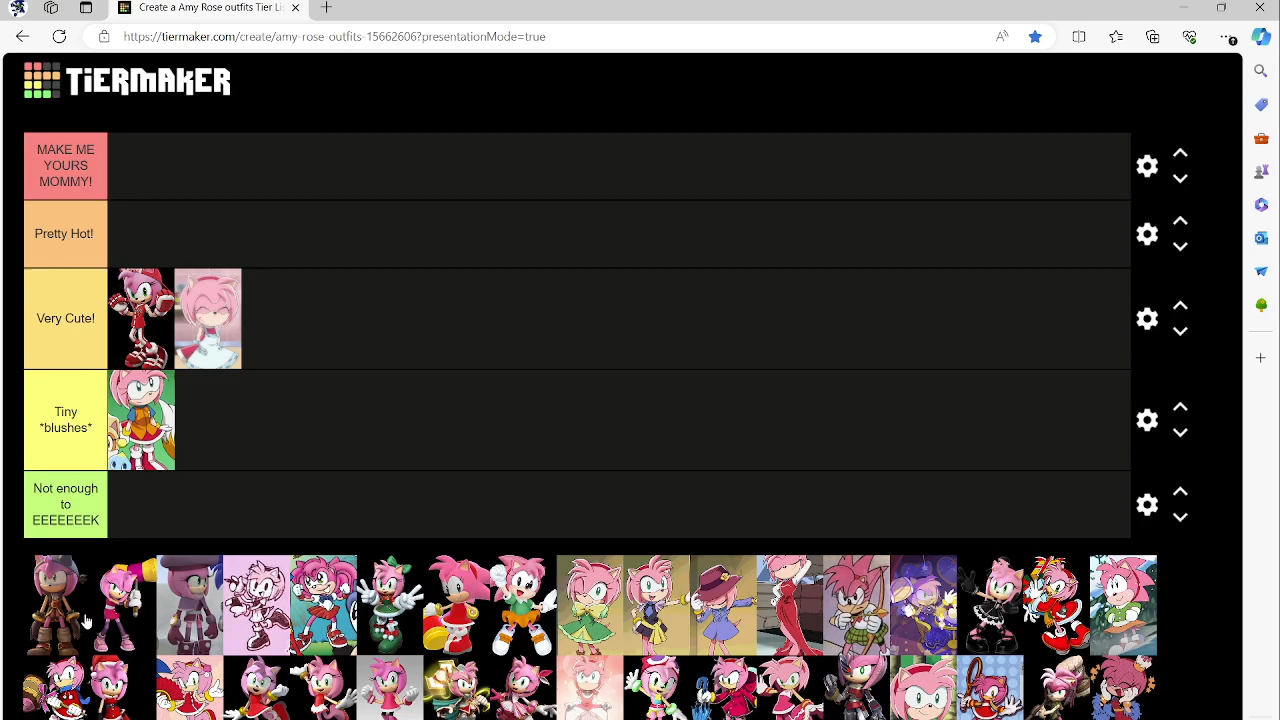 Create a Amy Rose outfits Tier Lis
https://tiermaker.com/create/amy-rose-outfits-15662606?presentationMode=true
TiERMAKER
MAKE ME
YOURS
MOMMY!
Pretty Hot!
Very Cute!
Tiny
*blushes*
Not enough
to
EEEEEEEK